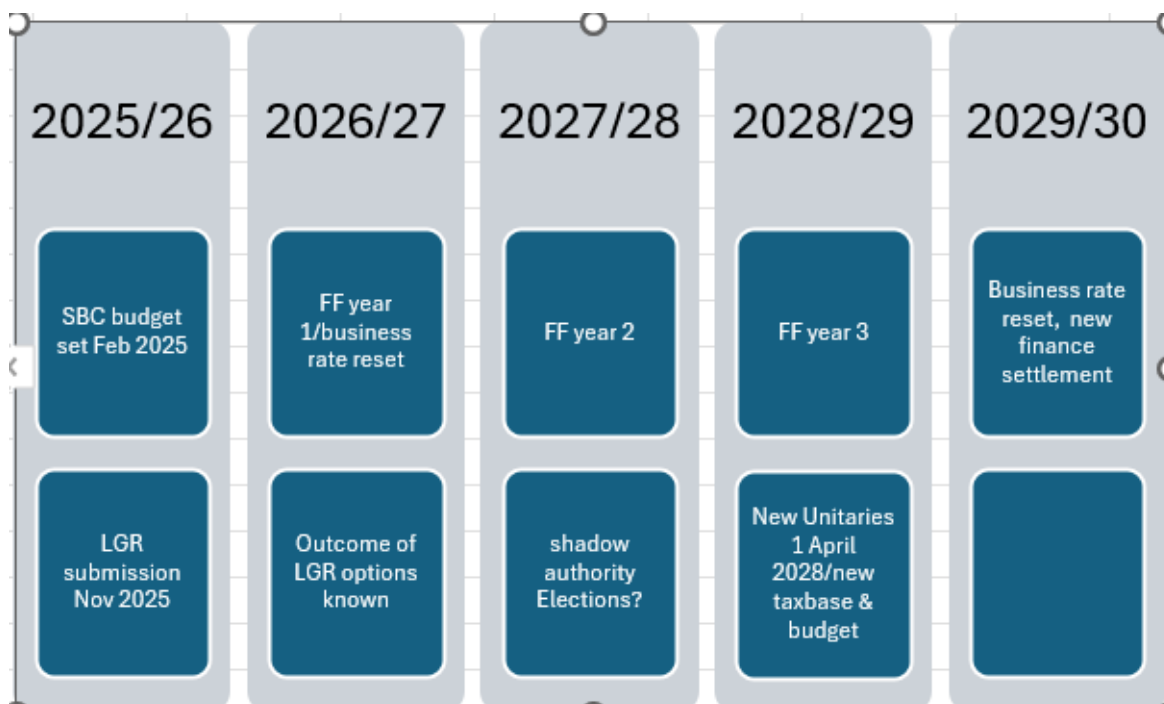 2025/26
SBC budget
set Feb 2025
LGR
submission
Nov 2025
2026/27
FF year
1/business
rate reset
Outcome of
LGR options
known
2027/28
FF year 2
shadow
authority
Elections?
2028/29
FF year 3
New Unitaries
1 April
2028/new
taxbase &
budget
2029/30
Business rate
reset, new
finance
settlement